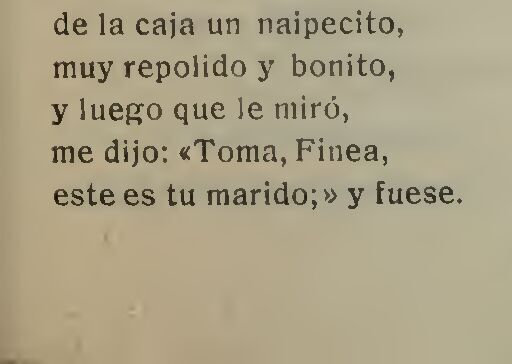 de la caja un naipecito,
muy repolido y bonito,
y luego que le miró,
me dijo: «Toma, Finea,
este es tu marido;» y fuese.